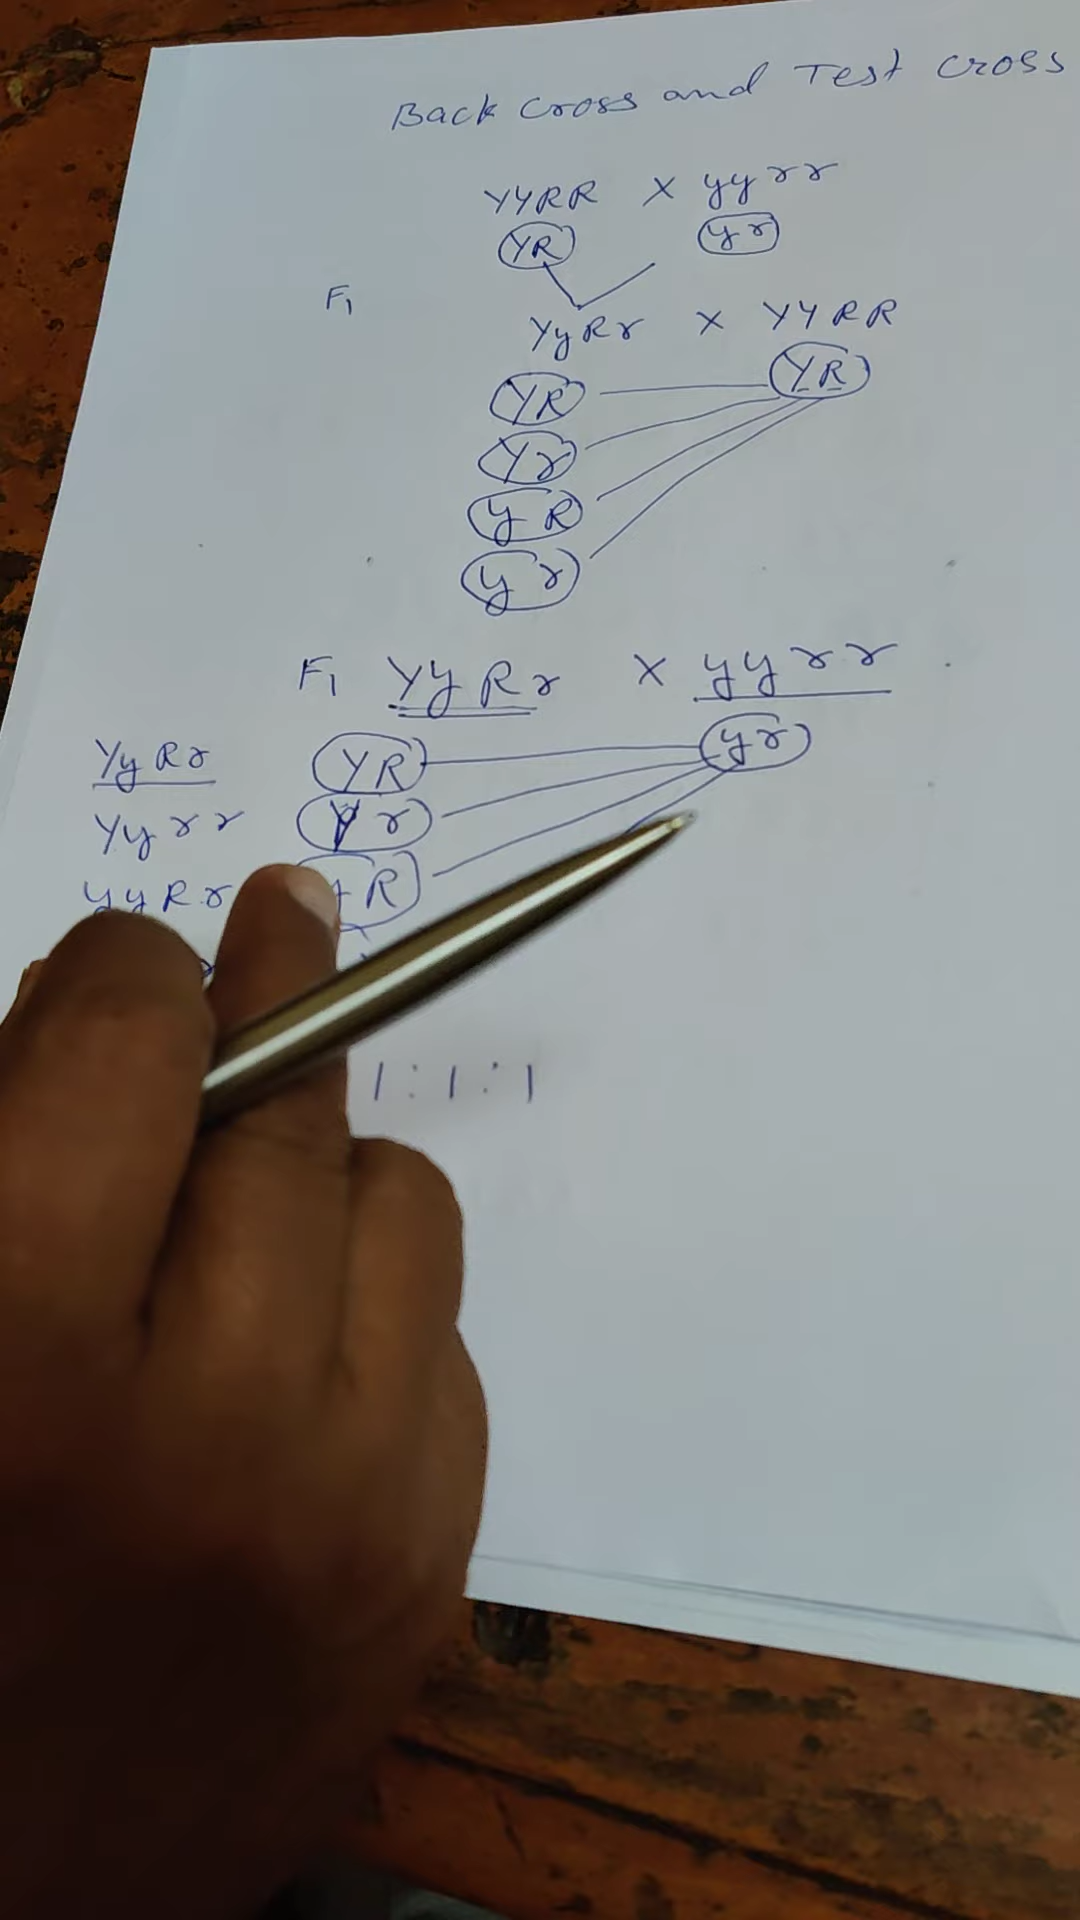 Back cross and Test cross
YYRR X yyrr
YR yr
F1
YyRr X YYRR
YR YR
Yr
yR
yr
F1 YyRr X yyrr
YyRr YR yr
Yyrr Yr
yyRr yR
1:1:1